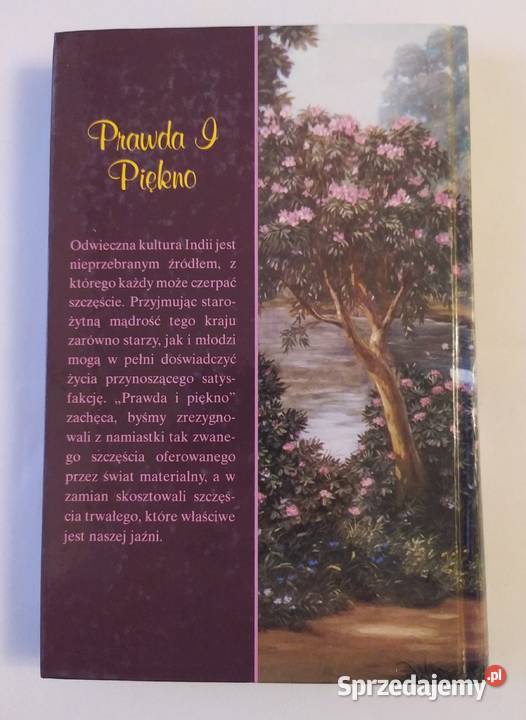 Prawda I
Piękno
Odwieczna kultura Indii jest
nieprzebranym źródłem, z
którego każdy może czerpać
szczęście. Przyjmując staro-
żytną mądrość tego kraju
zarówno starzy, jak i młodzi
mogą w pełni doświadczyć
życia przynoszącego satys-
fakcję. „Prawda i piękno”
zachęca, byśmy zrezygno-
wali z namiastki tak zwane-
go szczęścia oferowanego
przez świat materialny, a w
zamian skosztowali szczęś-
cia trwałego, które właściwe
jest naszej jaźni.
Sprzedajemy.pl